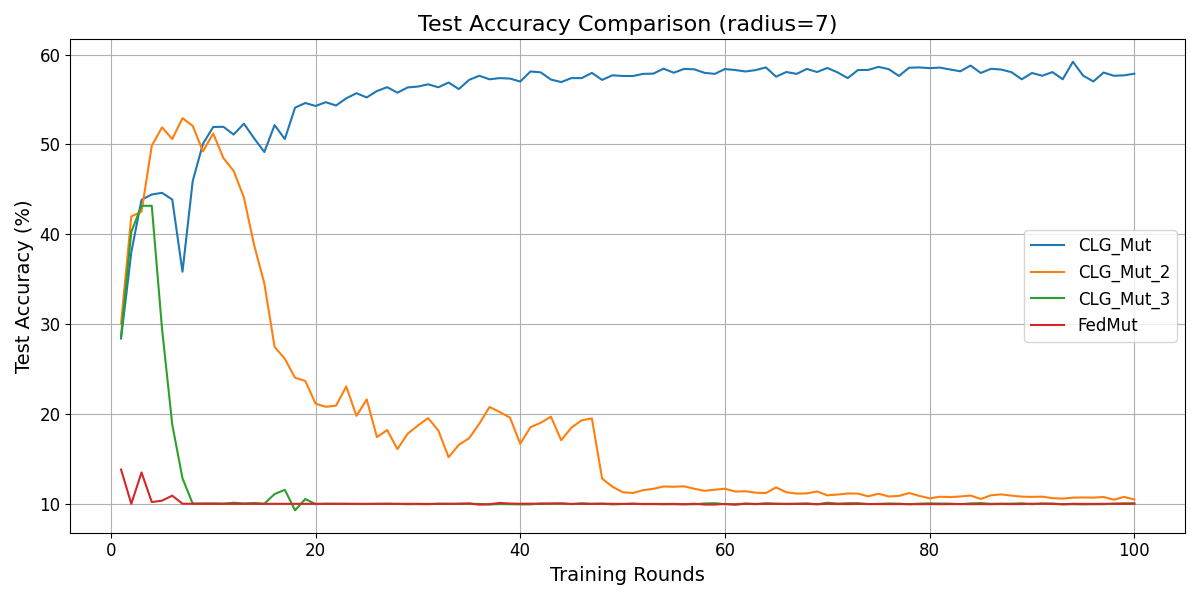 Test Accuracy Comparison (radius=7)
Test Accuracy (%)
60
50
40
30
20
10
0
20
40
60
80
100
Training Rounds
CLG_Mut
CLG_Mut_2
CLG_Mut_3
FedMut